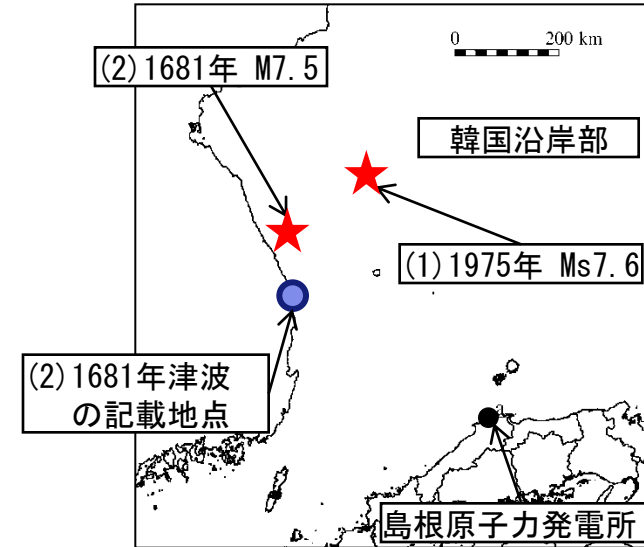 0 200 km
(2)1681年 M7.5
韓国沿岸部
(1)1975年 Ms7.6
(2)1681年津波
の記載地点
a
島根原子力発電所